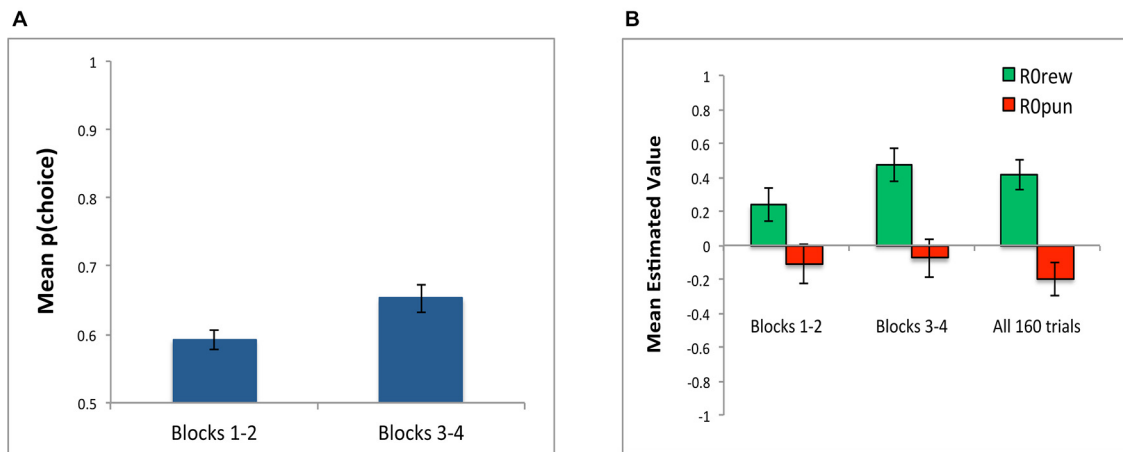 A
Mean p(choice)
1
0.9
0.8
0.7
0.6
0.5
Blocks 1-2
Blocks 3-4
B
Mean Estimated Value
1
0.8
0.6
0.4
0.2
0
-0.2
-0.4
-0.6
-0.8
-1
R0rew
R0pun
Blocks 1-2
Blocks 3-4
All 160 trials